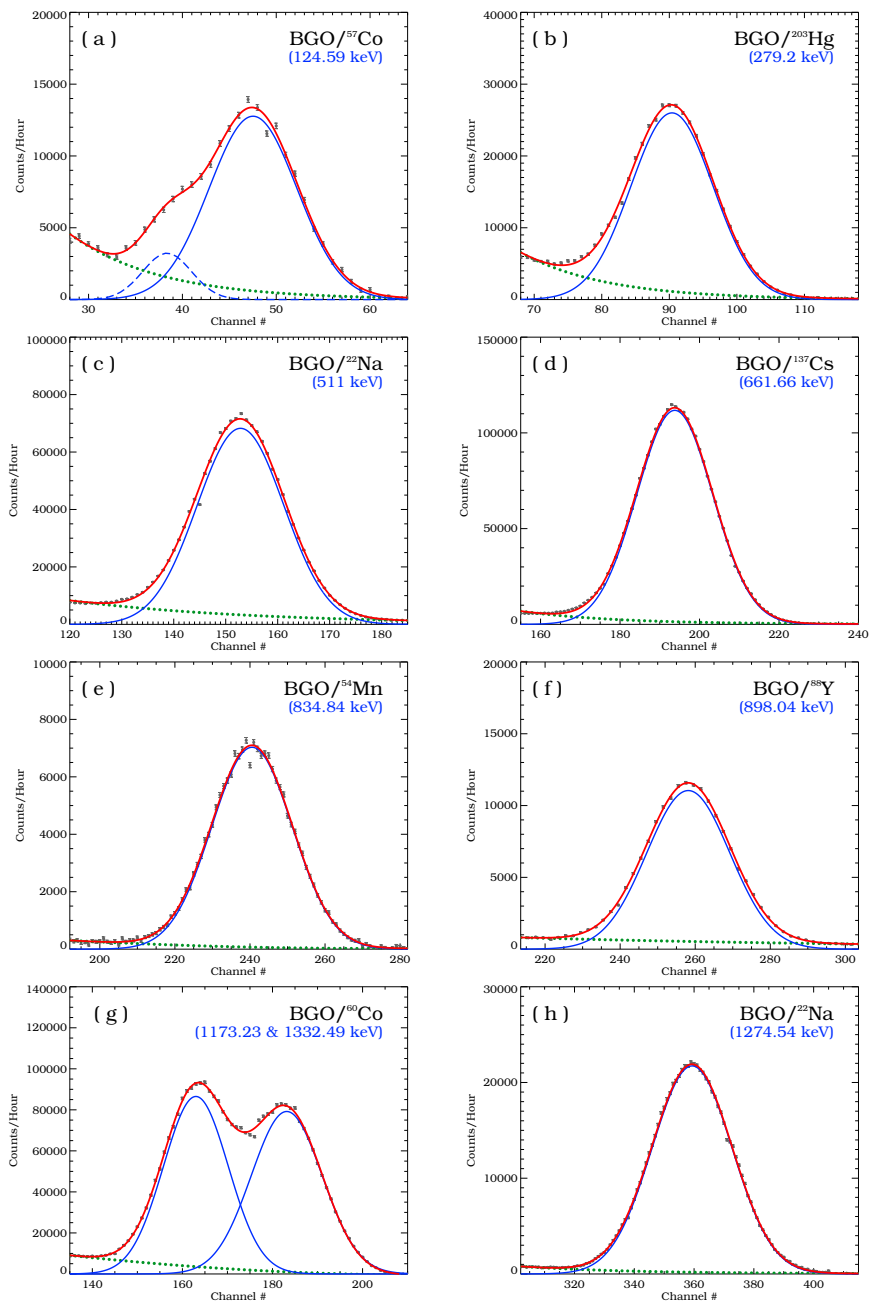 ( a )
BGO/⁵⁷Co
(124.59 keV)
20000
15000
10000
5000
0
Counts/Hour
30 40 50 60
Channel #
( b )
BGO/²⁰³Hg
(279.2 keV)
40000
30000
20000
10000
0
Counts/Hour
70 80 90 100 110
Channel #
( c )
BGO/²²Na
(511 keV)
100000
80000
60000
40000
20000
0
Counts/Hour
120 130 140 150 160 170 180
Channel #
( d )
BGO/¹³⁷Cs
(661.66 keV)
150000
100000
50000
0
Counts/Hour
160 180 200 220 240
Channel #
( e )
BGO/⁵⁴Mn
(834.84 keV)
10000
8000
6000
4000
2000
0
Counts/Hour
200 220 240 260 280
Channel #
( f )
BGO/⁸⁸Y
(898.04 keV)
20000
15000
10000
5000
0
Counts/Hour
220 240 260 280 300
Channel #
( g )
BGO/⁶⁰Co
(1173.23 & 1332.49 keV)
140000
120000
100000
80000
60000
40000
20000
0
Counts/Hour
140 160 180 200
Channel #
( h )
BGO/²²Na
(1274.54 keV)
30000
20000
10000
0
Counts/Hour
320 340 360 380 400
Channel #